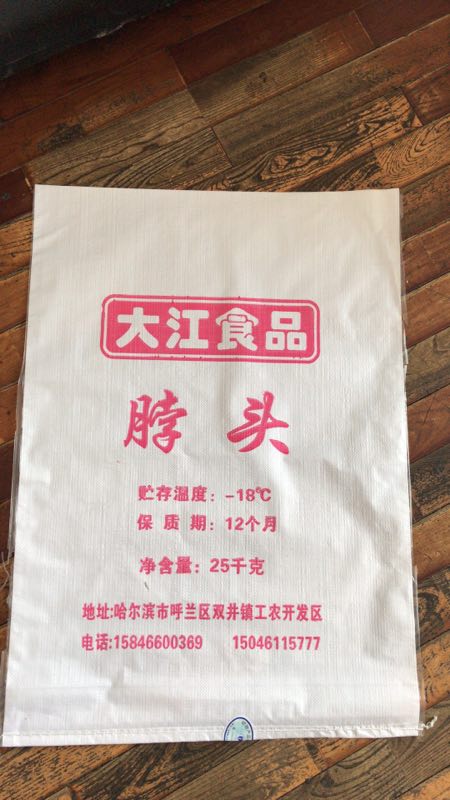 大江食品
脖头
贮存温度：-18℃
保质期：12个月
净含量：25千克
地址:哈尔滨市呼兰区双井镇工农开发区
电话:15846600369 15046115777